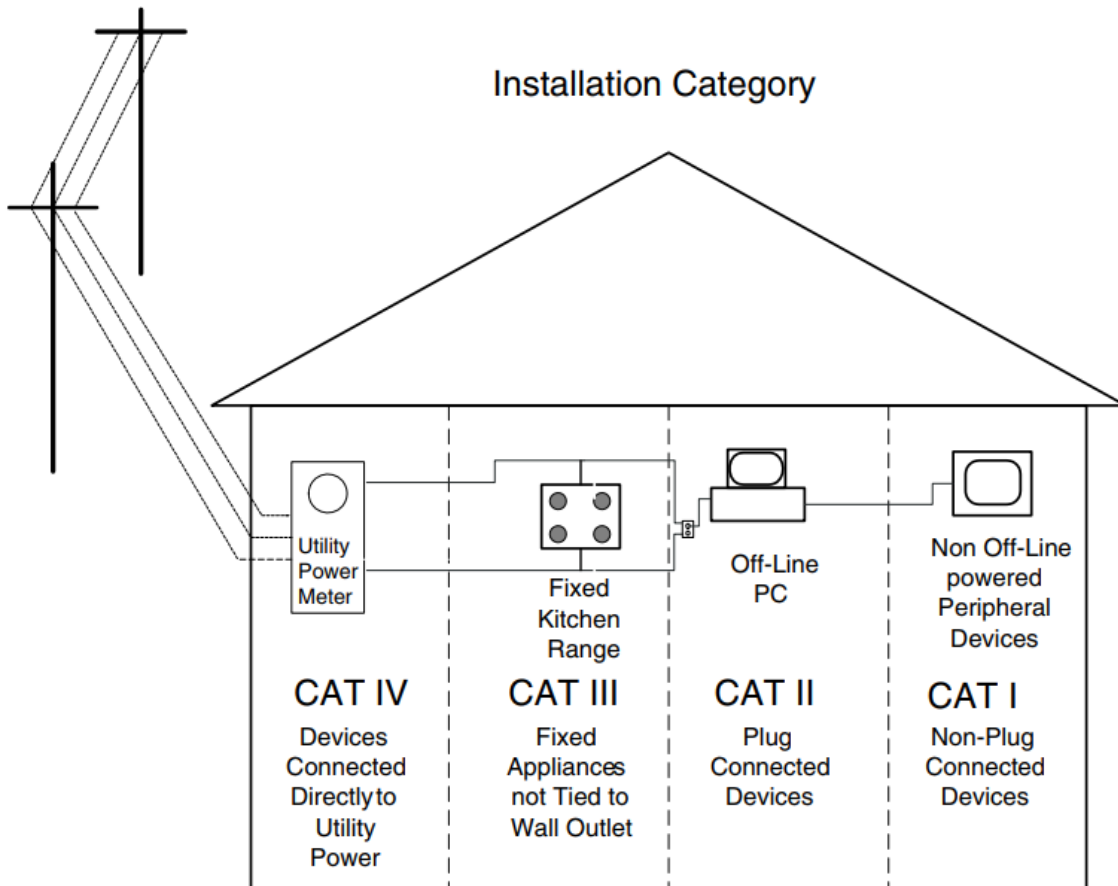 Installation Category
Utility
Power
Meter
Fixed
Kitchen
Range
Off-Line
PC
Non Off-Line
powered
Peripheral
Devices
CAT IV
Devices
Connected
Directly to
Utility
Power
CAT III
Fixed
Appliances
not Tied to
Wall Outlet
CAT II
Plug
Connected
Devices
CAT I
Non-Plug
Connected
Devices